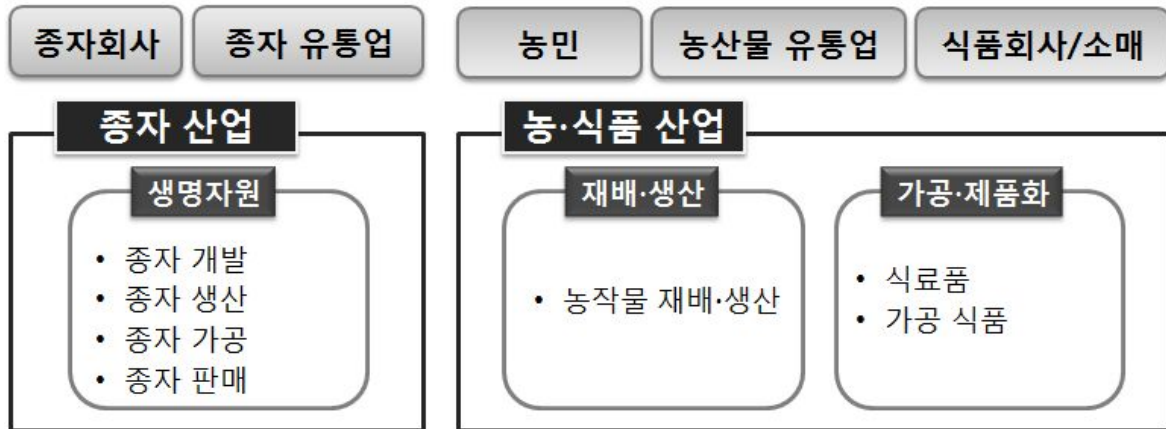 종자회사
종자 유통업
농민
농산물 유통업
식품회사/소매
종자 산업
생명자원
• 종자 개발
• 종자 생산
• 종자 가공
• 종자 판매
농·식품 산업
재배·생산
• 농작물 재배·생산
가공·제품화
• 식료품
• 가공 식품